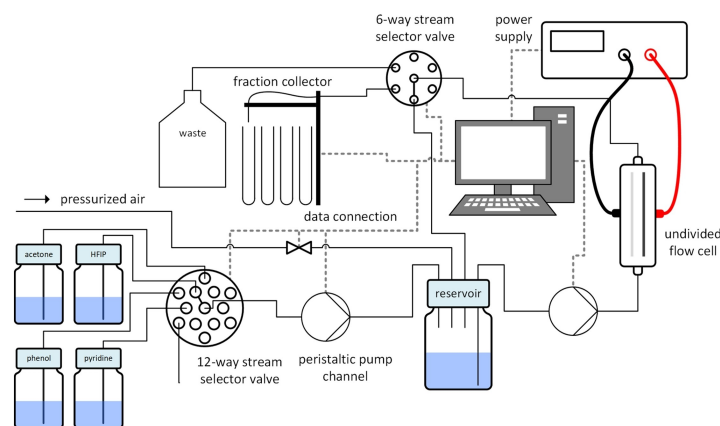 6-way stream
selector valve
power
supply
fraction collector
waste
pressurized air
data connection
undivided
flow cell
acetone
HFIP
reservoir
phenol
pyridine
12-way stream
selector valve
peristaltic pump
channel